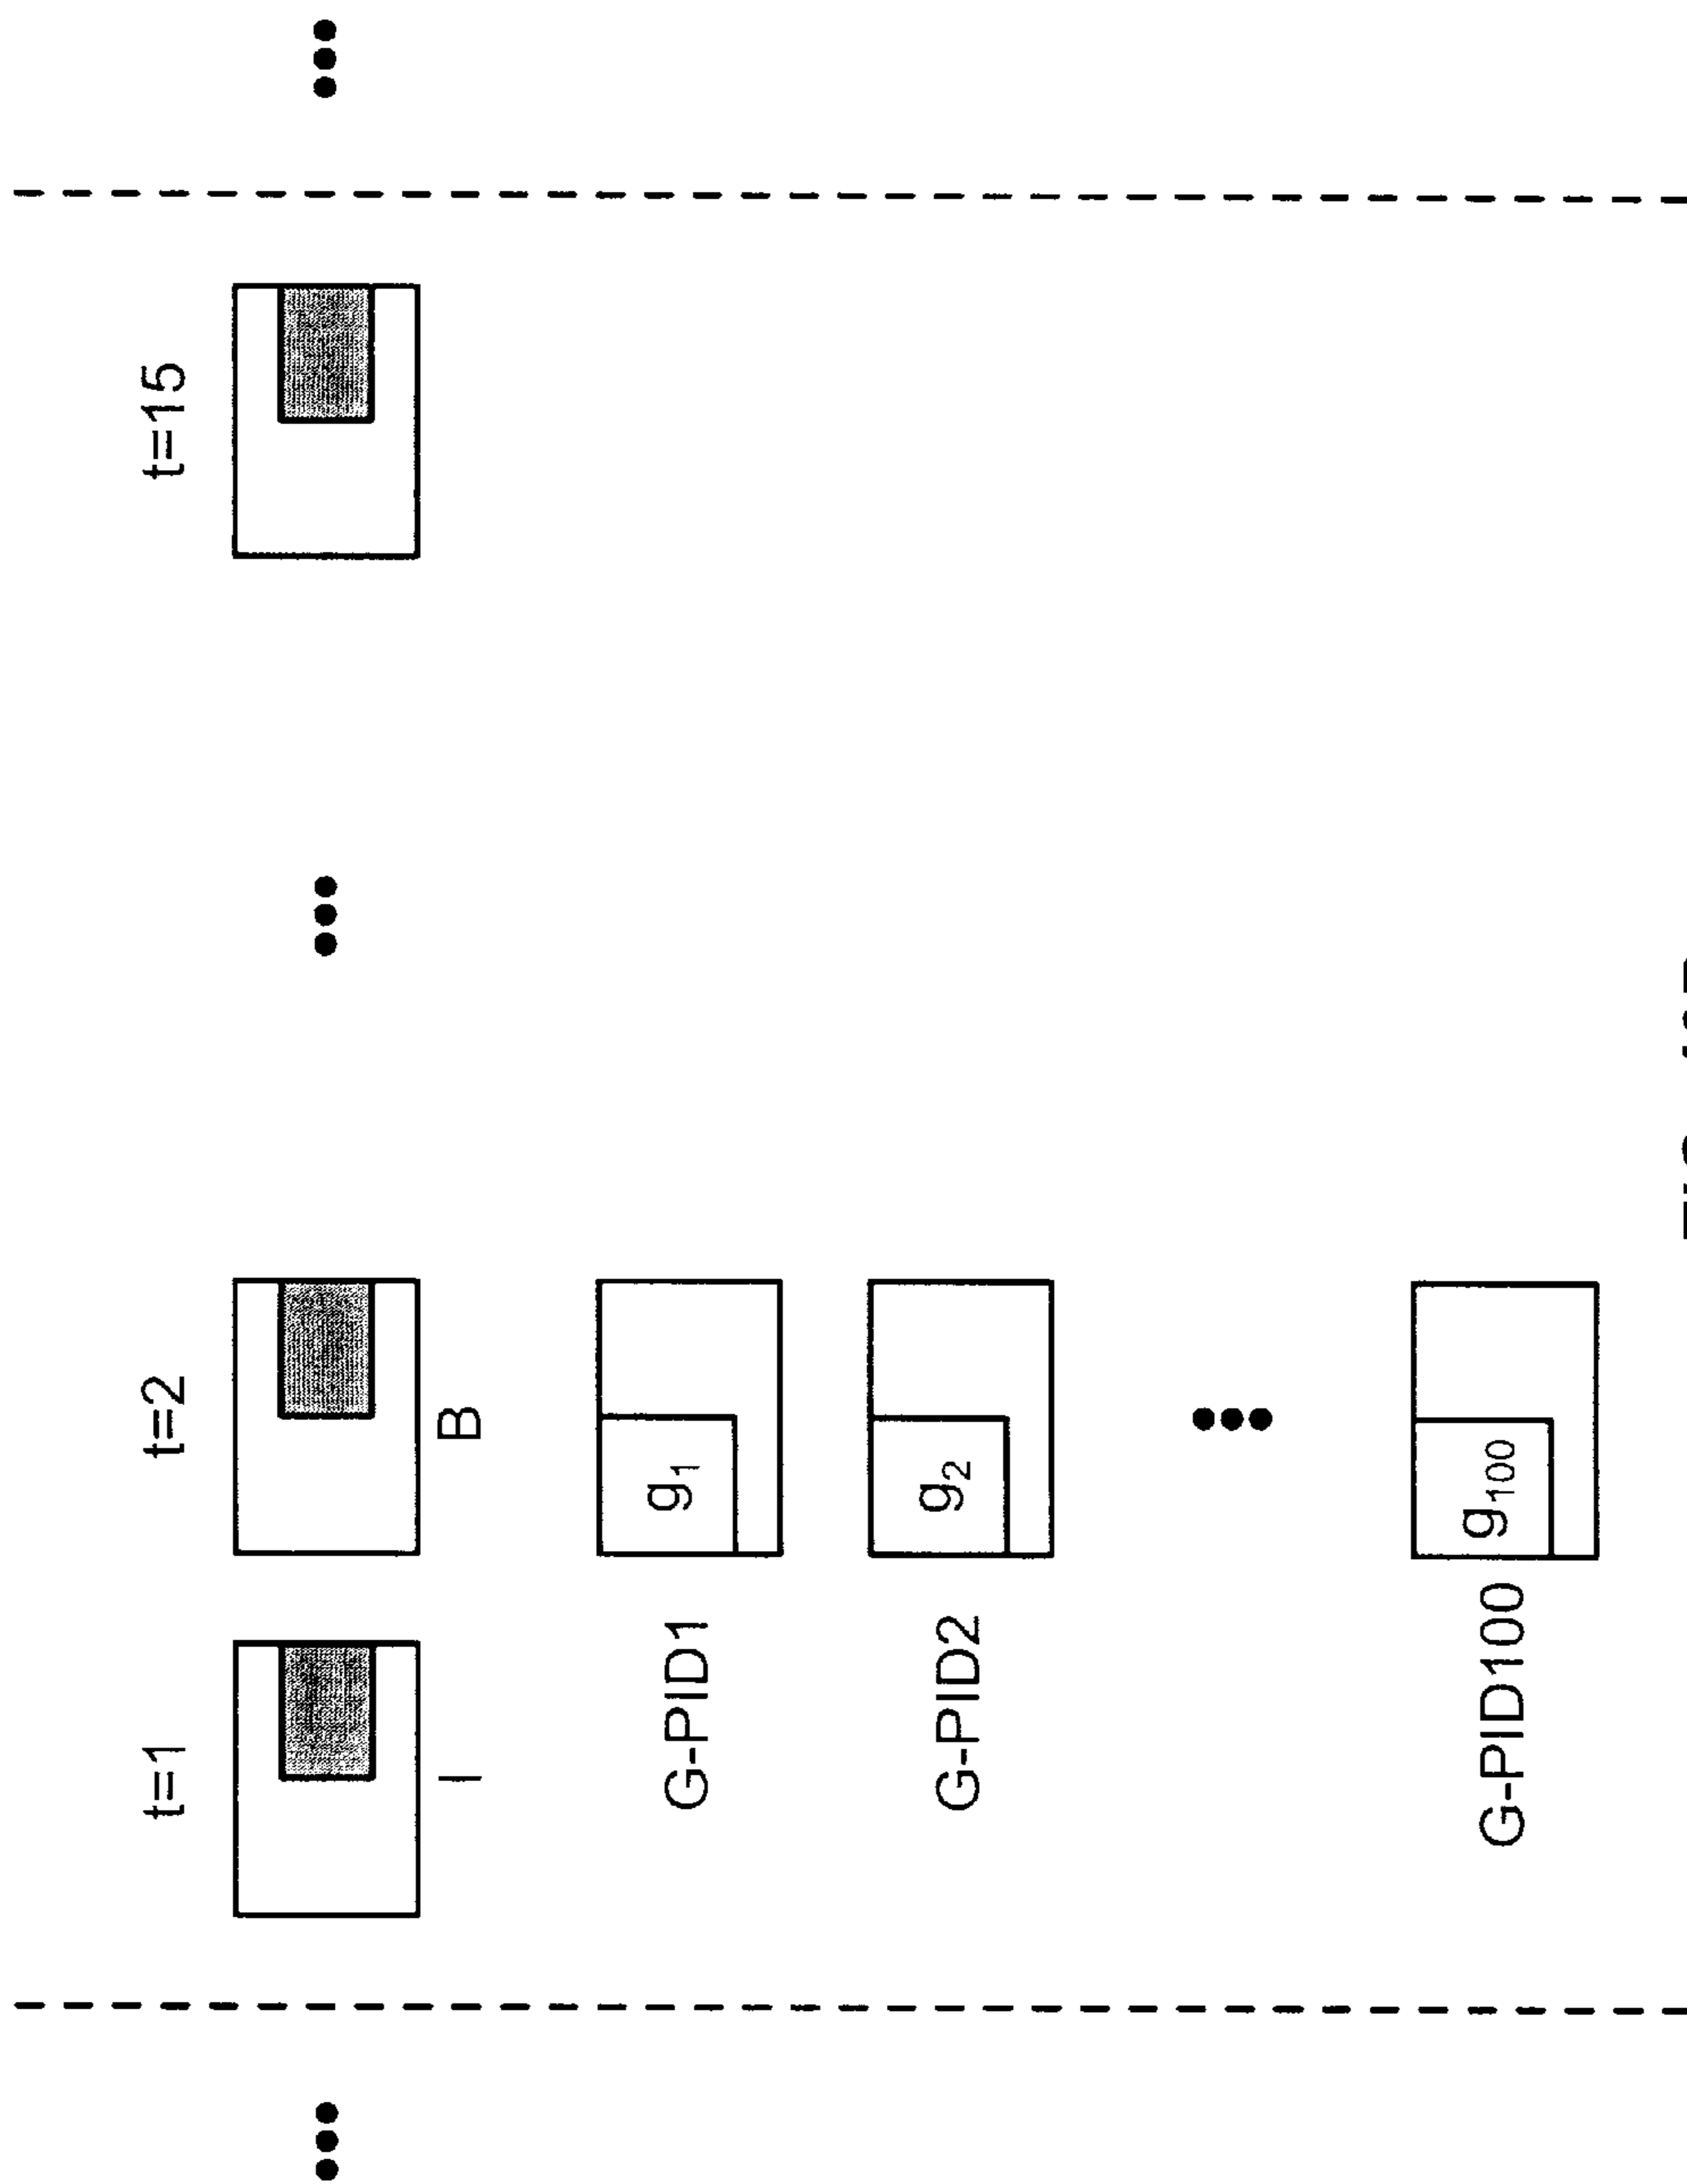 t=1 t=2 t=15
I B
G-PID1 g₁
G-PID2 g₂
G-PID100 g₁₀₀